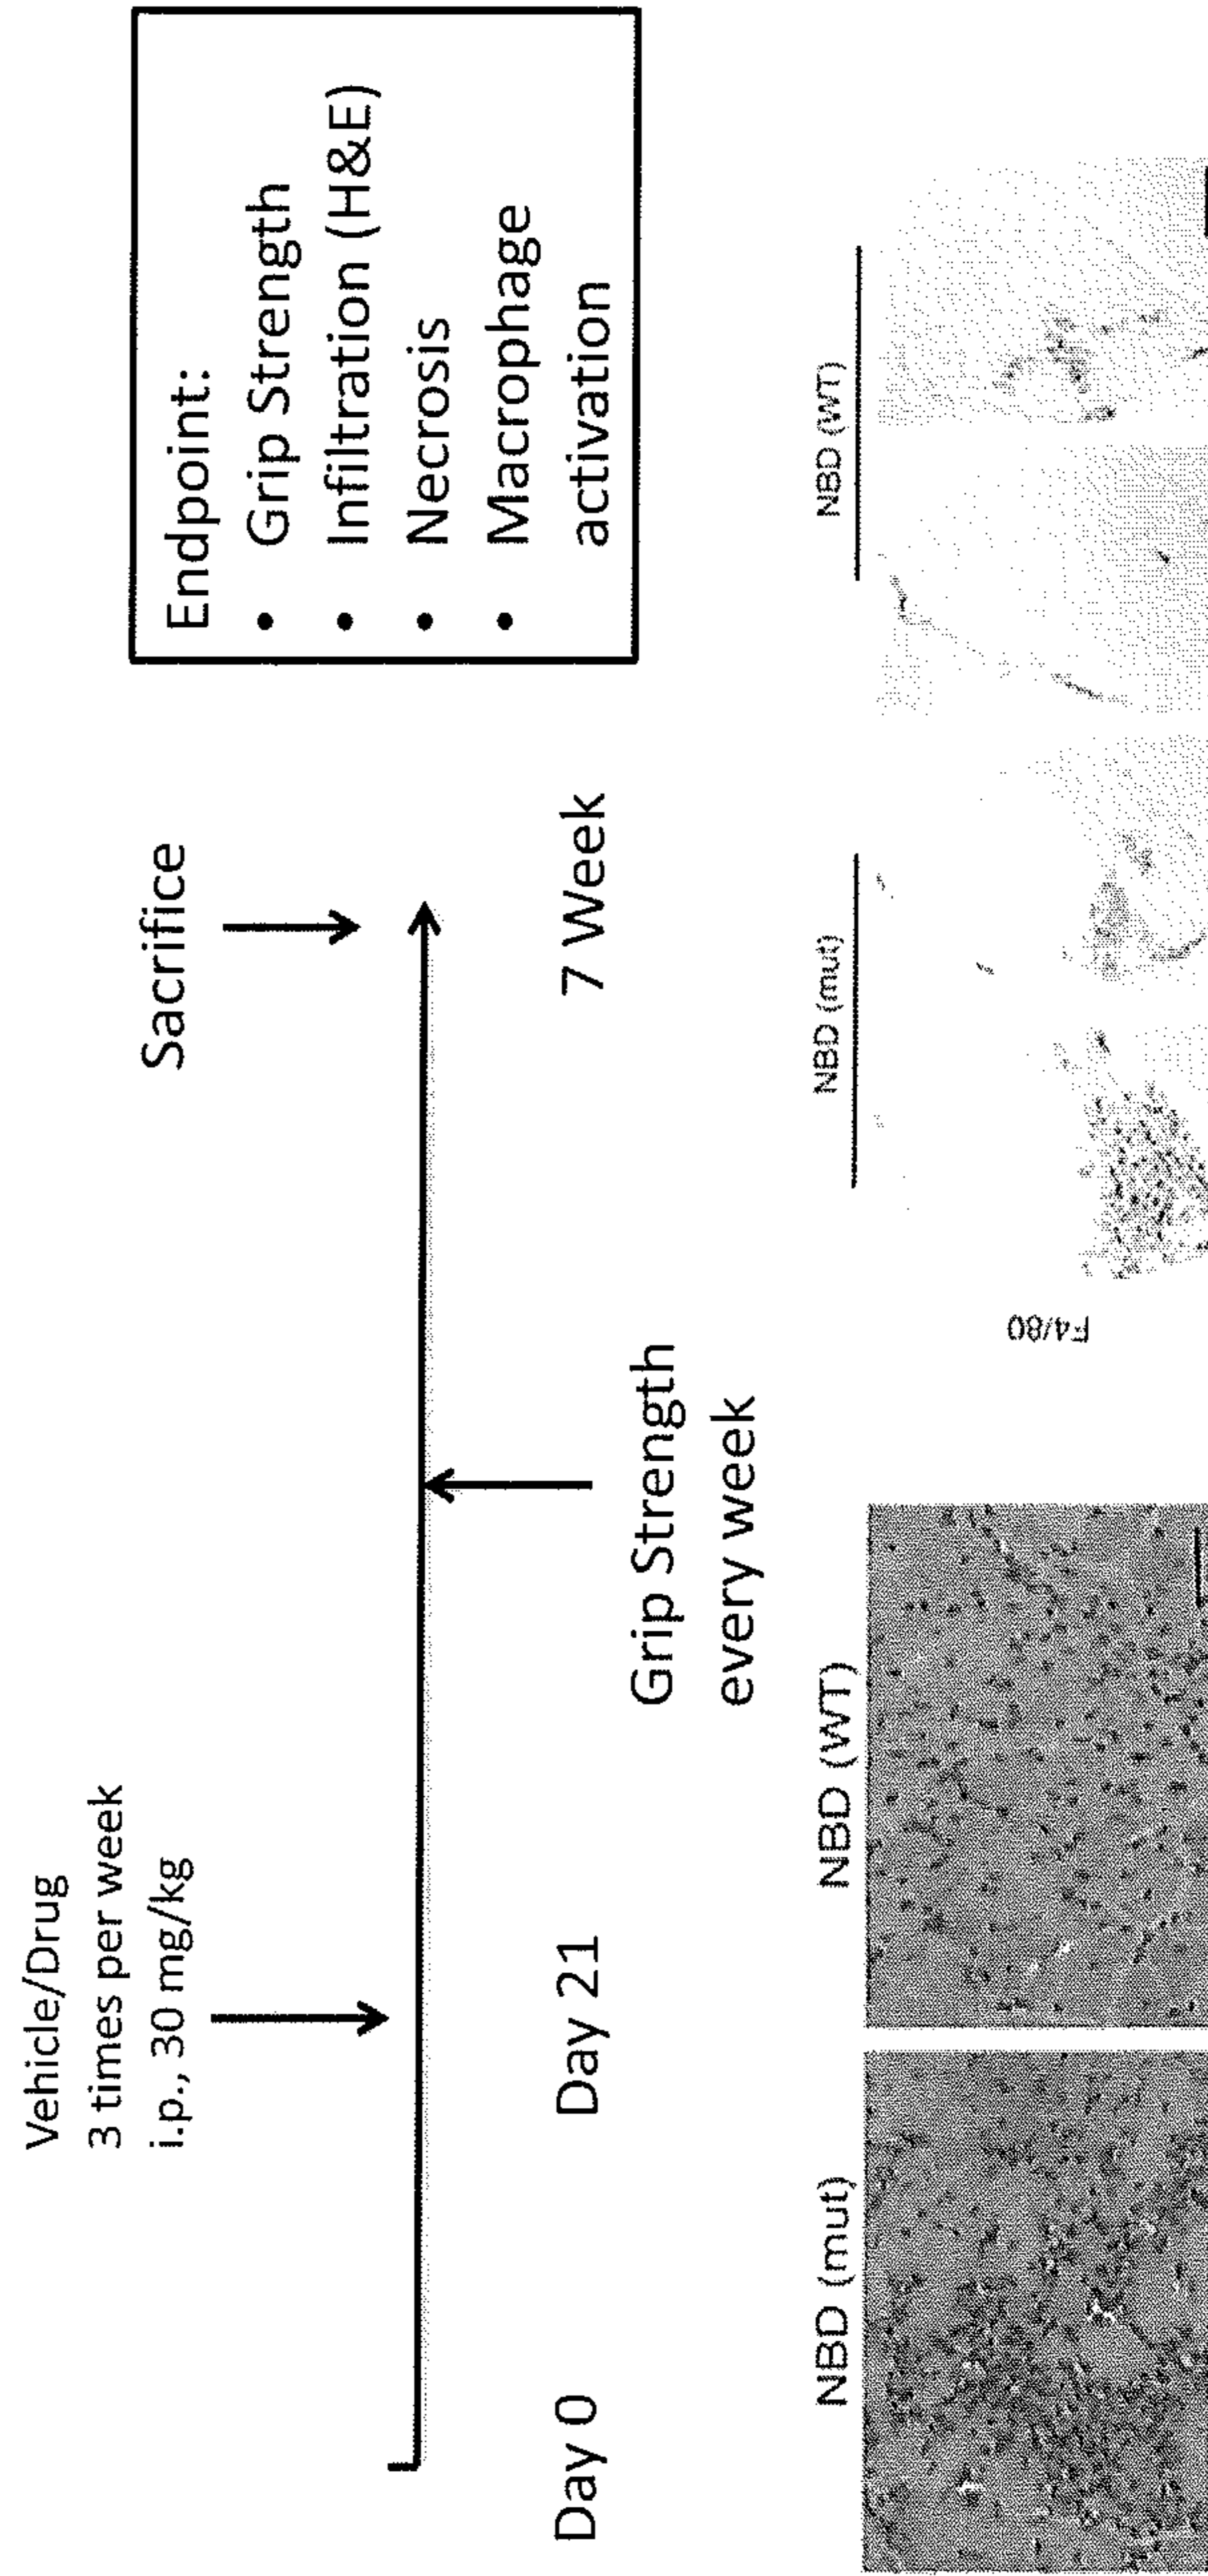 Vehicle/Drug
3 times per week
i.p., 30 mg/kg
Sacrifice
Day 0
Day 21
7 Week
Grip Strength
every week
Endpoint:
• Grip Strength
• Infiltration (H&E)
• Necrosis
• Macrophage
activation
NBD (mut)
NBD (WT)
F4/80
NBD (mut)
NBD (WT)